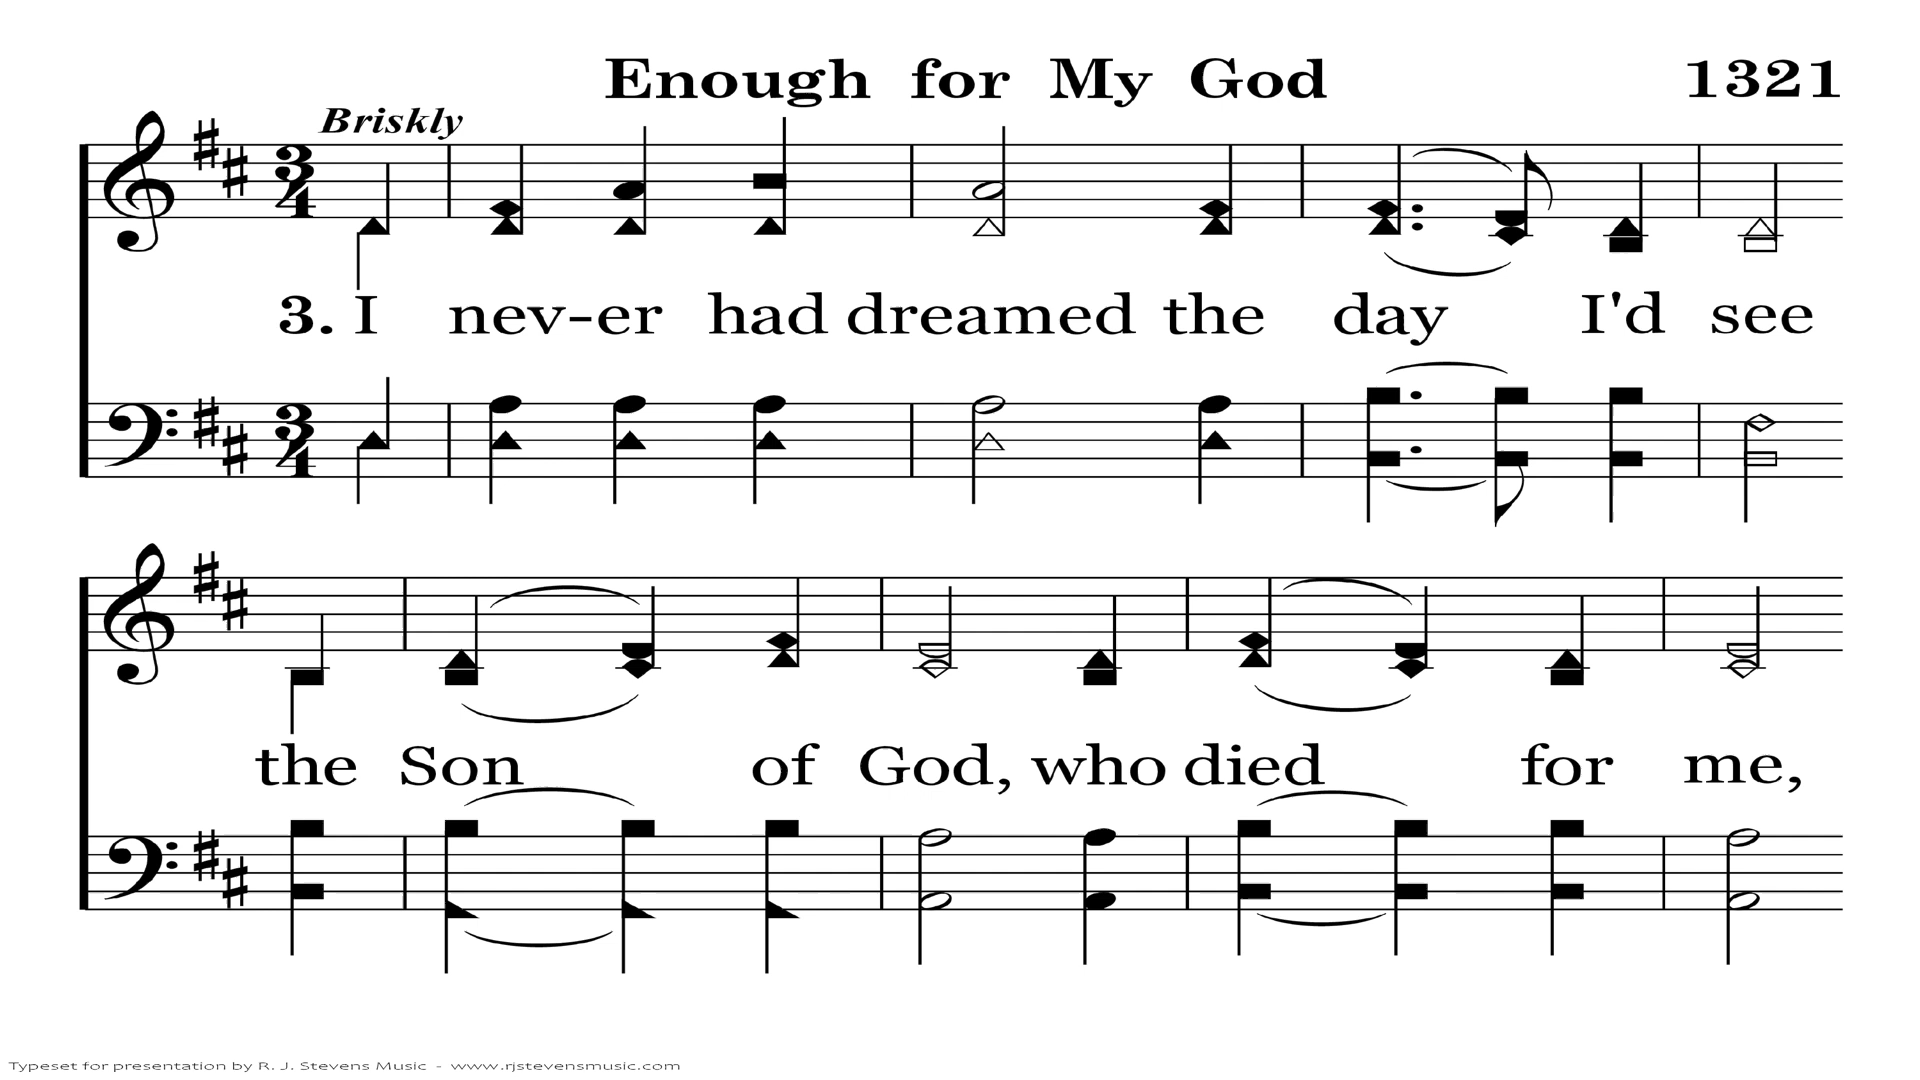 Enough for My God 1321
Briskly
3. I nev-er had dreamed the day I'd see
the Son of God, who died for me,
Typeset for presentation by R. J. Stevens Music - www.rjstevensmusic.com